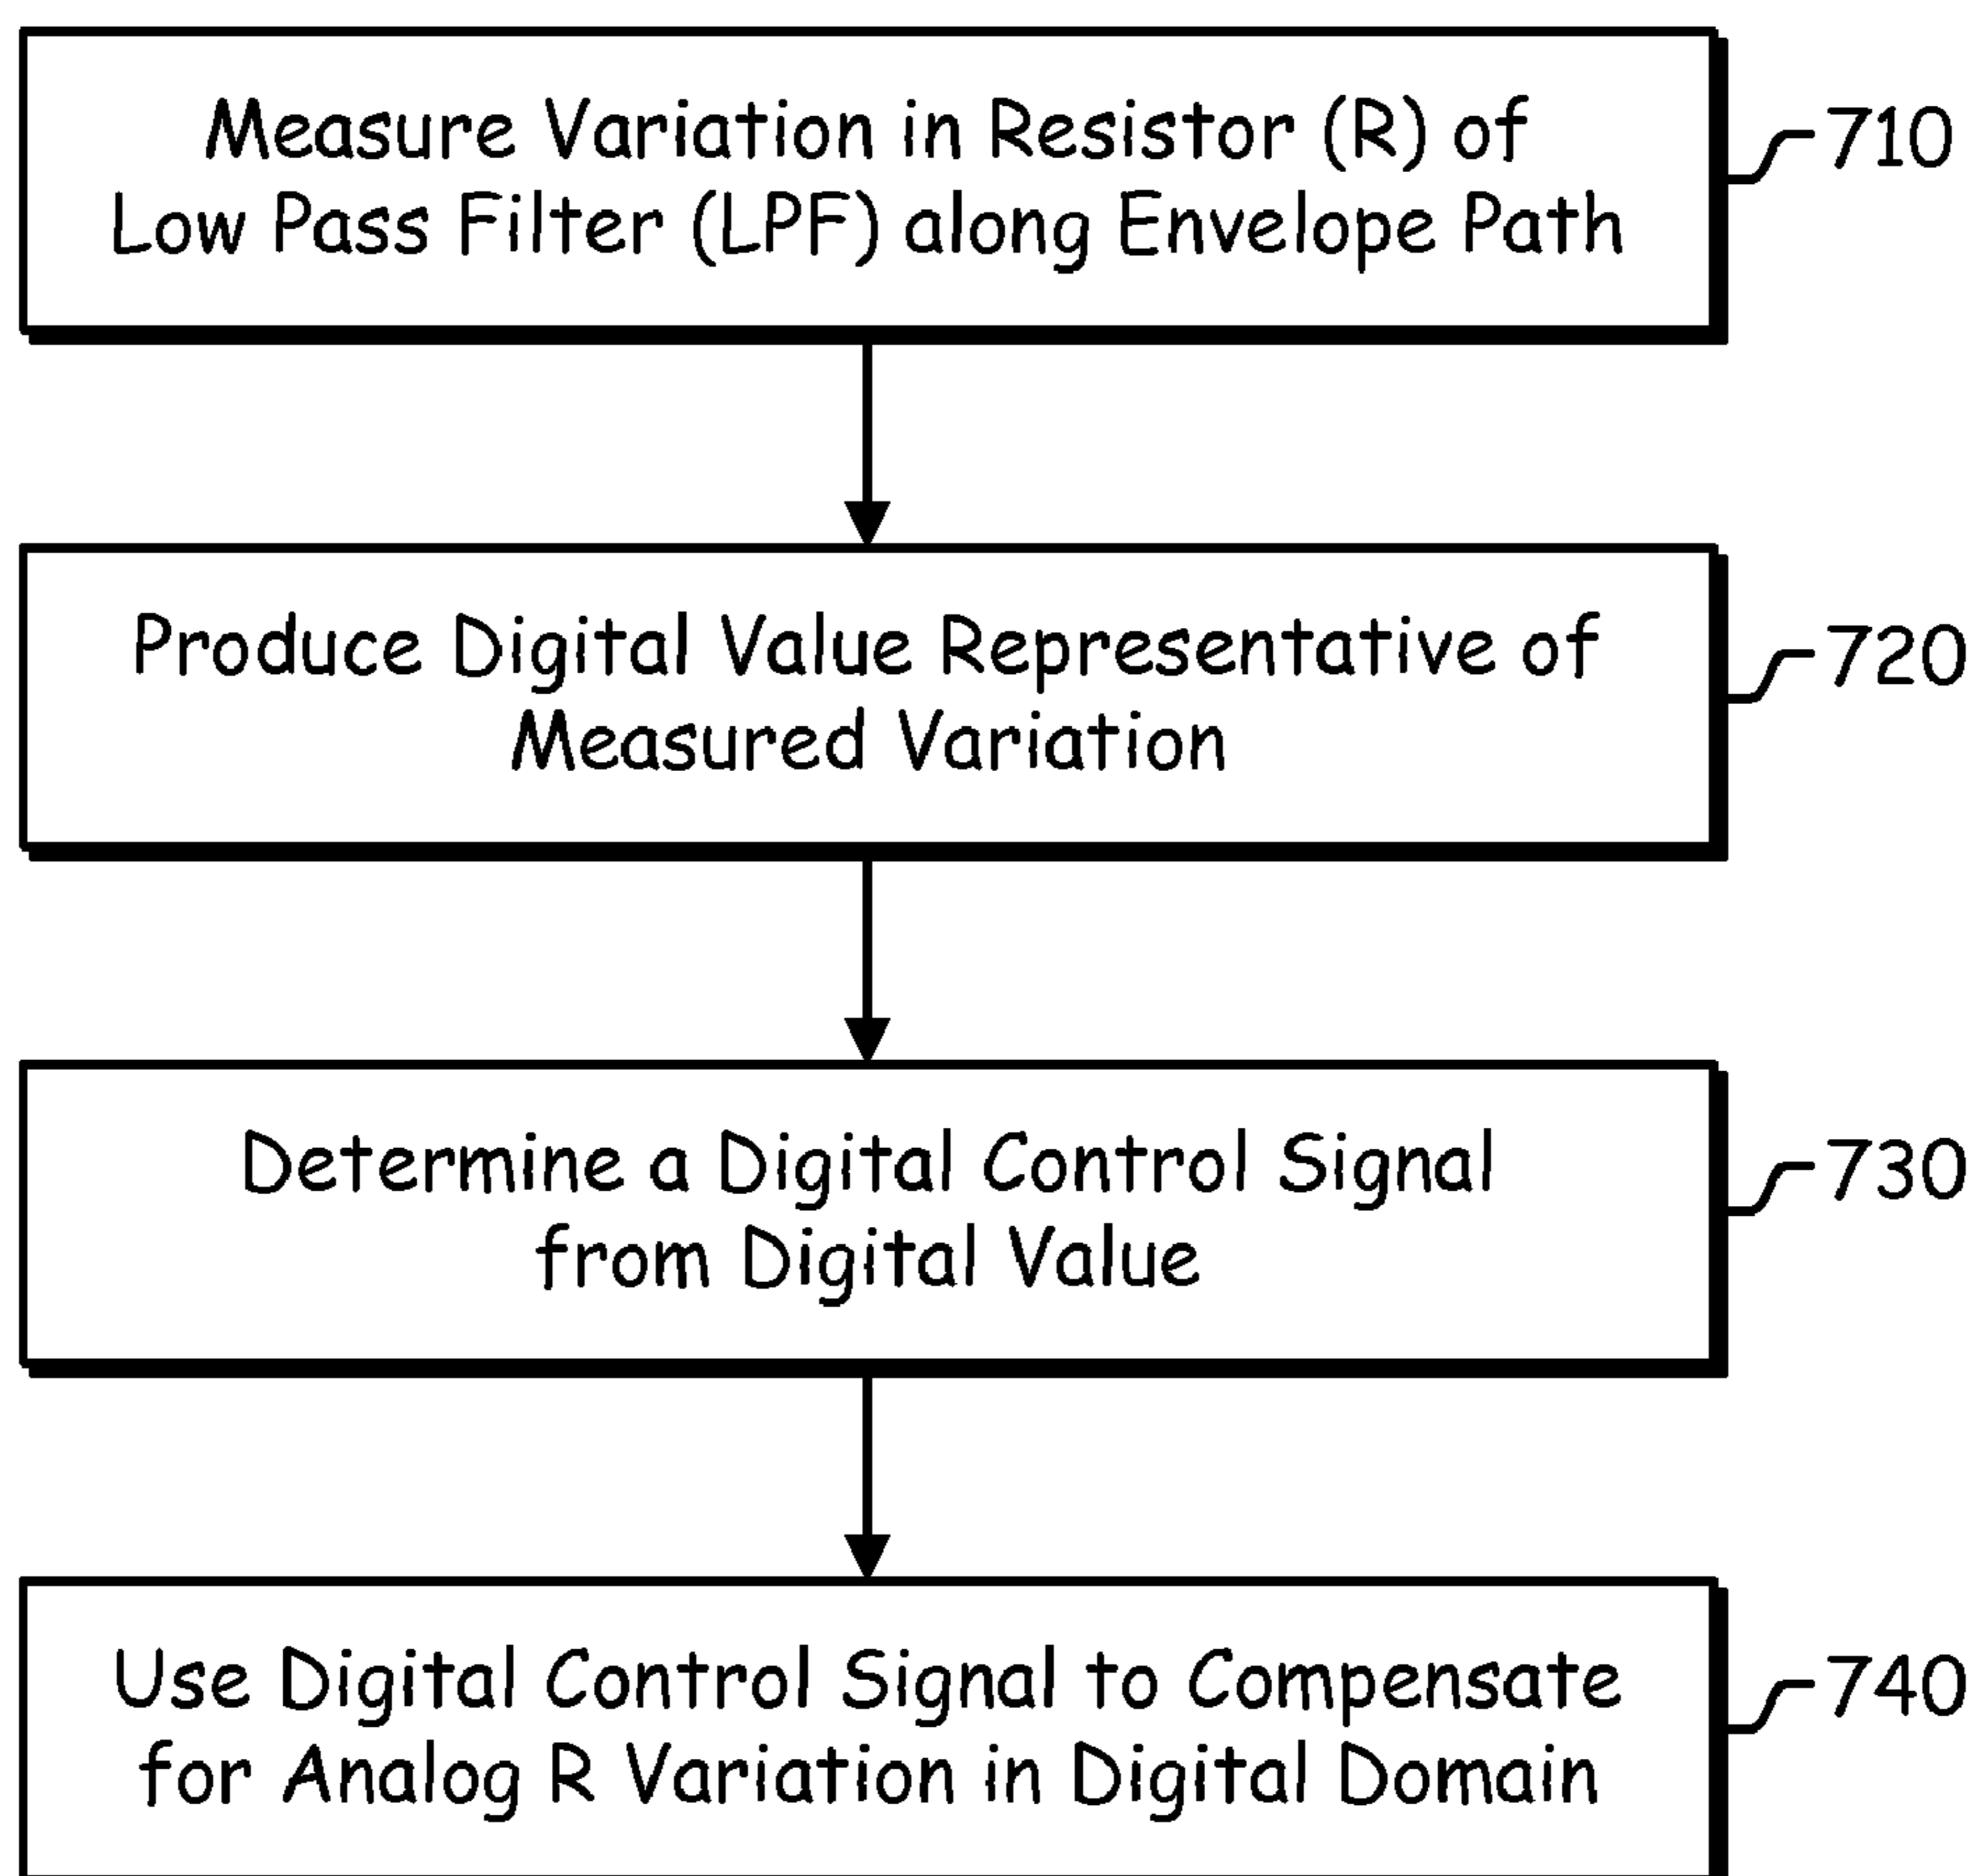 Measure Variation in Resistor (R) of
Low Pass Filter (LPF) along Envelope Path
710
Produce Digital Value Representative of
Measured Variation
720
Determine a Digital Control Signal
from Digital Value
730
Use Digital Control Signal to Compensate
for Analog R Variation in Digital Domain
740